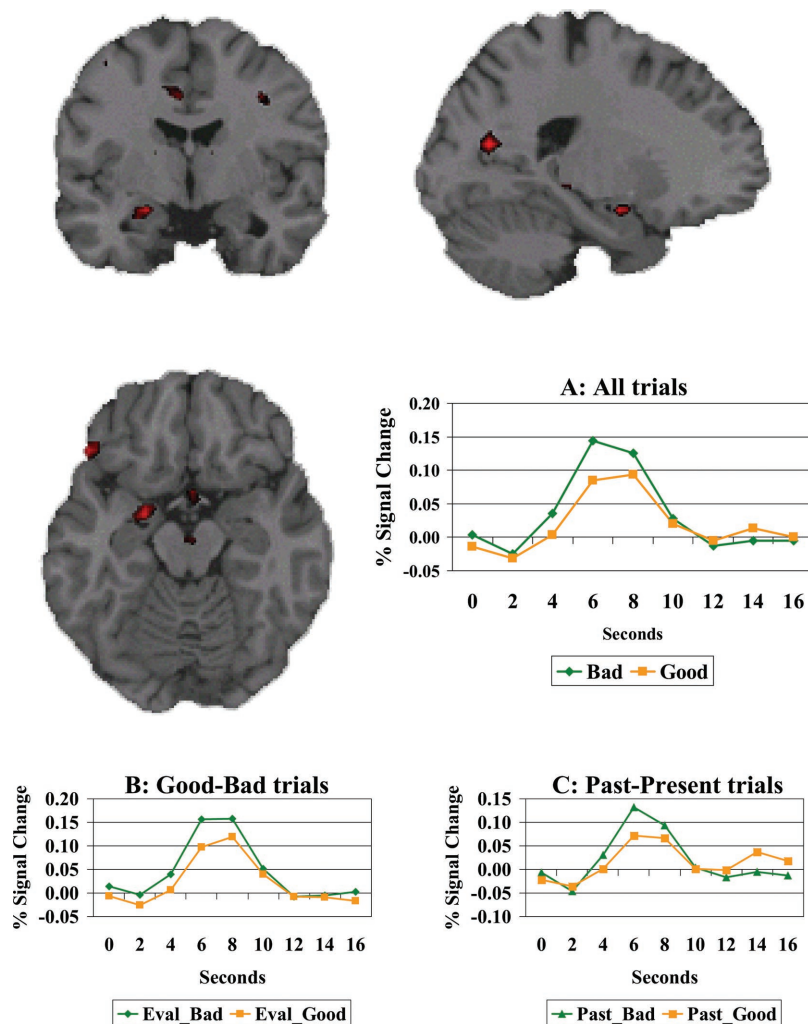 A: All trials
% Signal Change
0.20
0.15
0.10
0.05
0.00
-0.05
0 2 4 6 8 10 12 14 16
Seconds
Bad Good
B: Good-Bad trials
% Signal Change
0.20
0.15
0.10
0.05
0.00
-0.05
0 2 4 6 8 10 12 14 16
Seconds
Eval_Bad Eval_Good
C: Past-Present trials
% Signal Change
0.15
0.10
0.05
0.00
-0.05
-0.10
0 2 4 6 8 10 12 14 16
Seconds
Past_Bad Past_Good